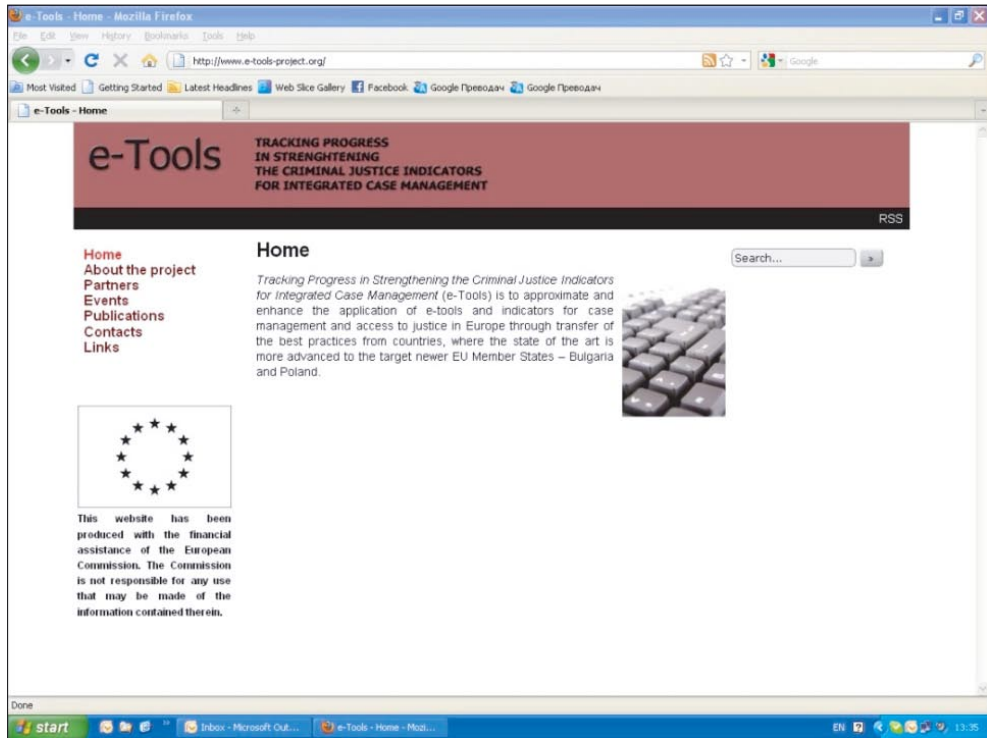 e-Tools - Home - Mozilla Firefox
File Edit View History Bookmarks Tools Help
http://www.e-tools-project.org/
Google
Most Visited Getting Started Latest Headlines Web Slice Gallery Facebook Google Преводач Google Преводач
e-Tools - Home
e-Tools
TRACKING PROGRESS
IN STRENGHTENING
THE CRIMINAL JUSTICE INDICATORS
FOR INTEGRATED CASE MANAGEMENT
RSS
Home
About the project
Partners
Events
Publications
Contacts
Links
Home
Tracking Progress in Strengthening the Criminal Justice Indicators
for Integrated Case Management (e-Tools) is to approximate and
enhance the application of e-tools and indicators for case
management and access to justice in Europe through transfer of
the best practices from countries, where the state of the art is
more advanced to the target newer EU Member States – Bulgaria
and Poland.
Search...
»
This website has been
produced with the financial
assistance of the European
Commission. The Commission
is not responsible for any use
that may be made of the
information contained therein.
Done
start
Inbox - Microsoft Out...
e-Tools - Home - Mozi...
EN
13:35